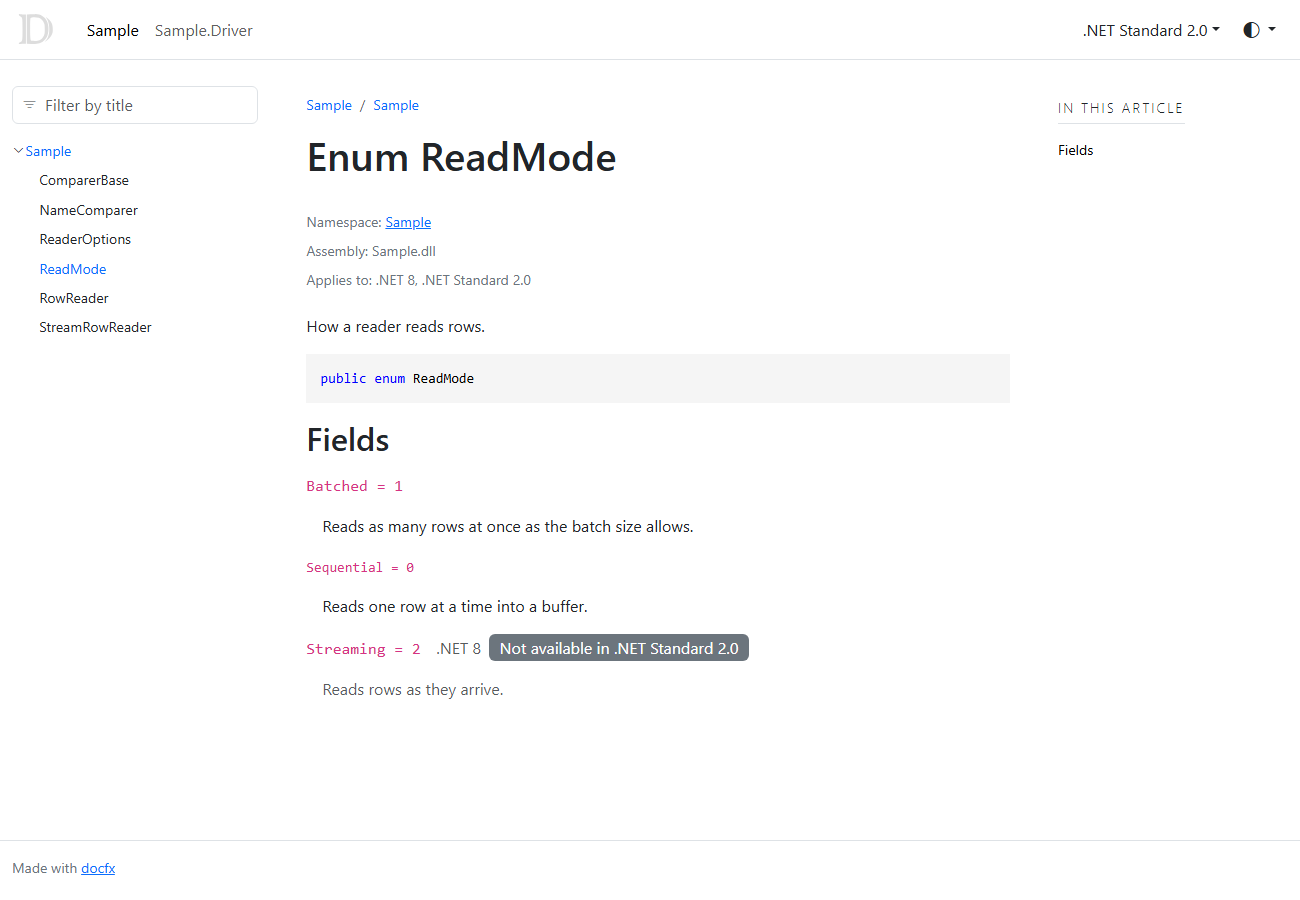 Sample Sample.Driver .NET Standard 2.0
Filter by title
Sample
ComparerBase
NameComparer
ReaderOptions
ReadMode
RowReader
StreamRowReader
Sample / Sample
Enum ReadMode
Namespace: Sample
Assembly: Sample.dll
Applies to: .NET 8, .NET Standard 2.0
How a reader reads rows.
public enum ReadMode
Fields
Batched = 1
Reads as many rows at once as the batch size allows.
Sequential = 0
Reads one row at a time into a buffer.
Streaming = 2 .NET 8 Not available in .NET Standard 2.0
Reads rows as they arrive.
IN THIS ARTICLE
Fields
Made with docfx